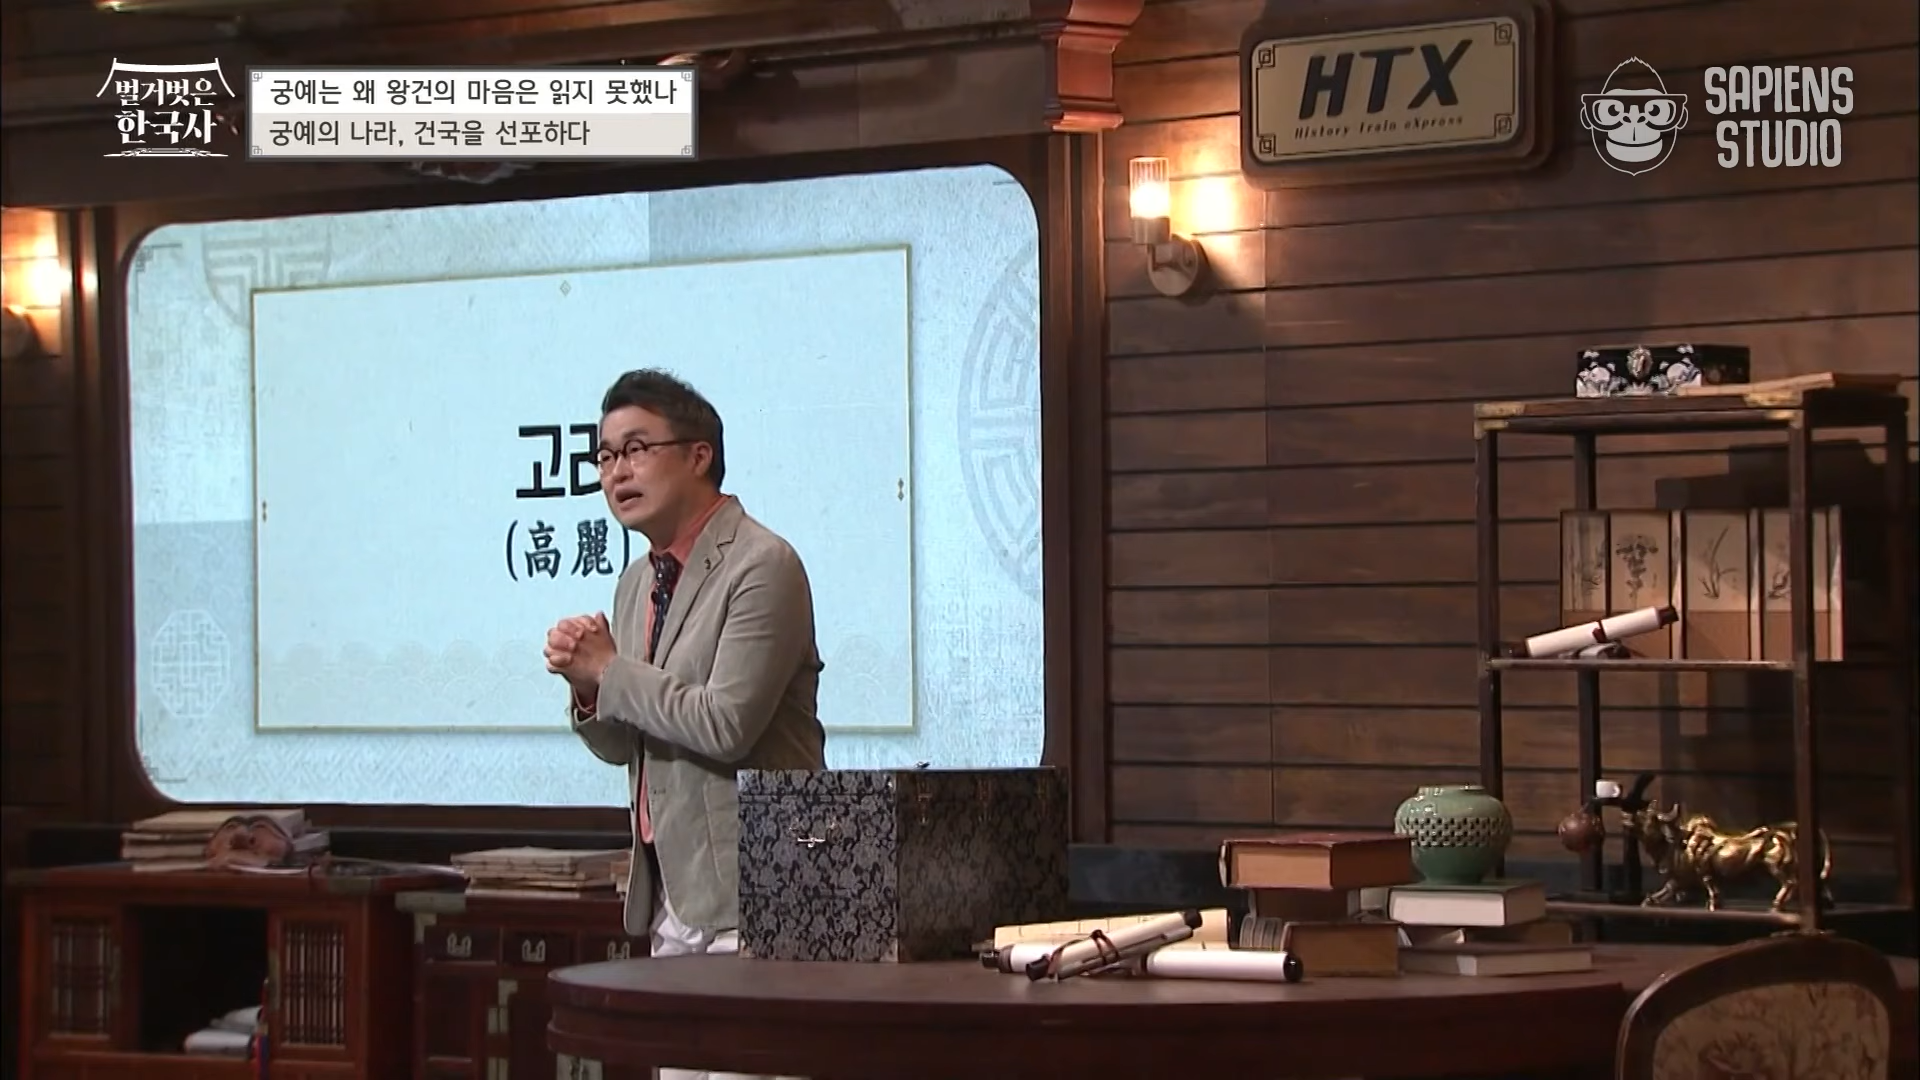 벌거벗은
한국사
궁예는 왜 왕건의 마음은 읽지 못했나
궁예의 나라, 건국을 선포하다
HTX
History Train eXpress
SAPIENS
STUDIO
고려
(高麗)